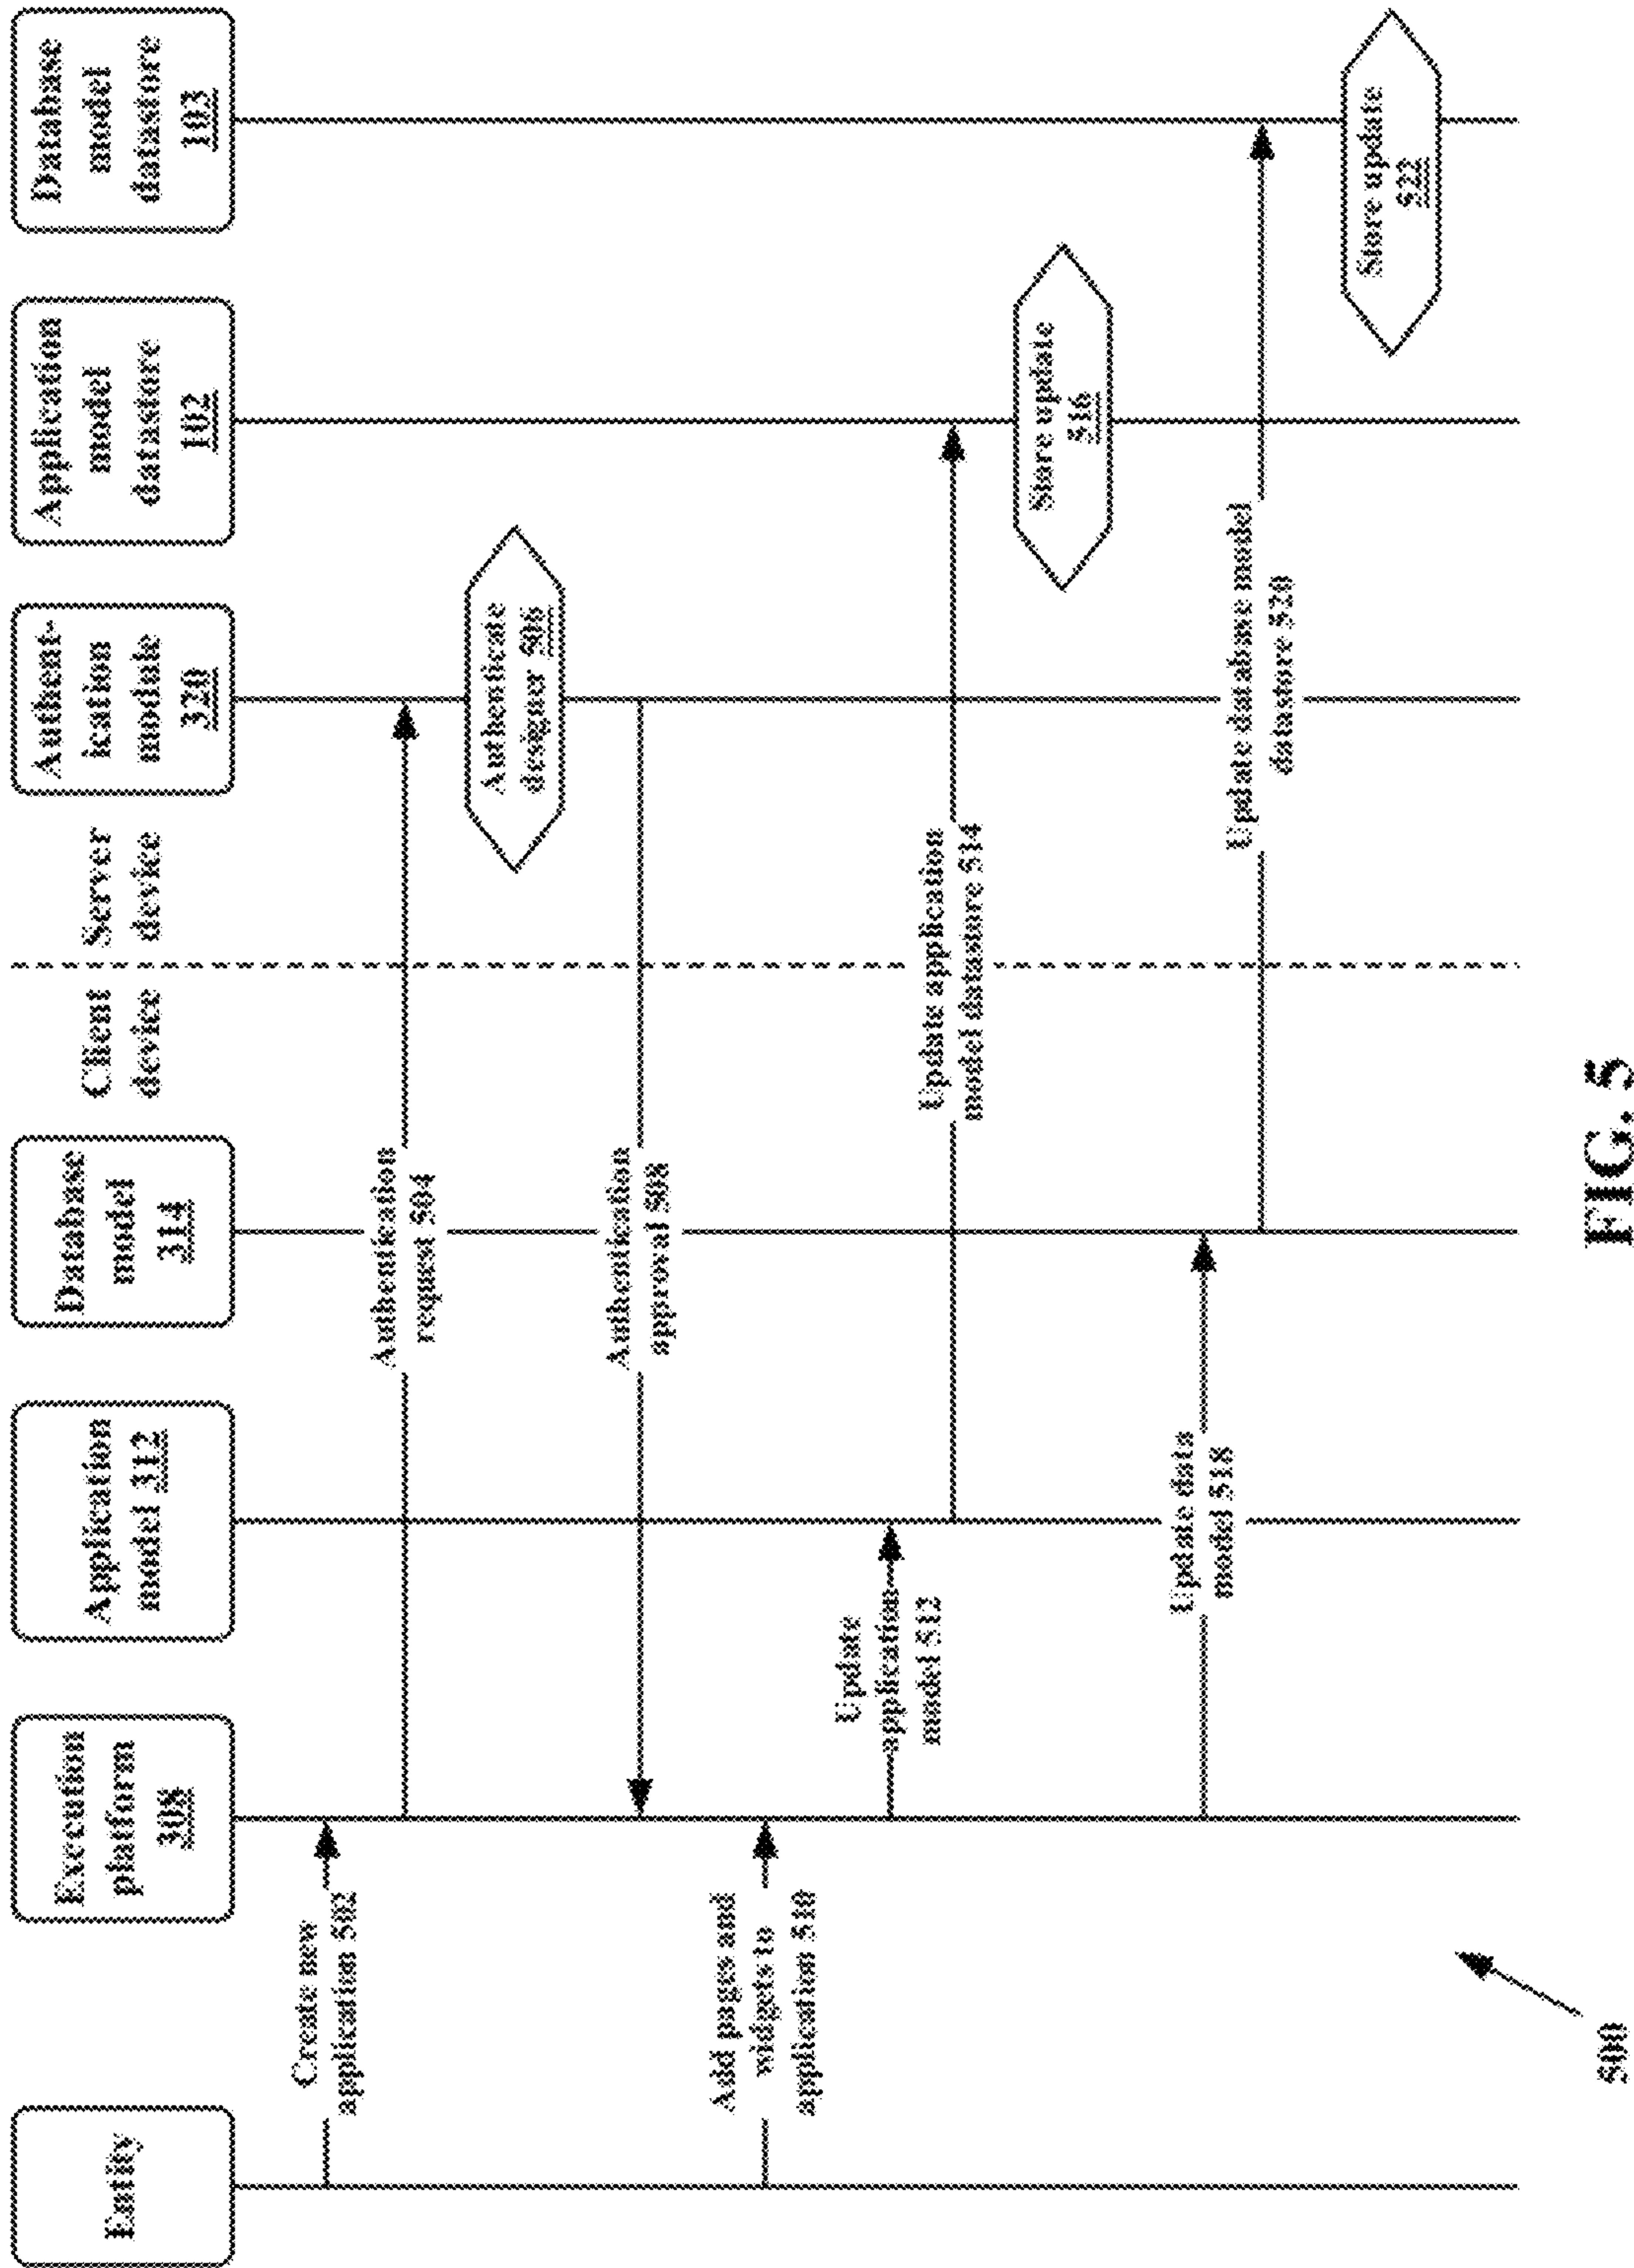 Entity
Execution
platform
308
Application
model 312
Database
model
314
Client
device
Server
device
Authent-
ication
module
320
Application
model
datastore
102
Database
model
datastore
103
Create new
application 502
Authentication
request 504
Authenticate
designer 506
Authentication
approval 508
Add pages and
widgets to
application 510
Update
application
model 512
Update application
model datastore 514
Store update
516
Update data
model 518
Update database model
datastore 520
Store update
522
500
FIG. 5